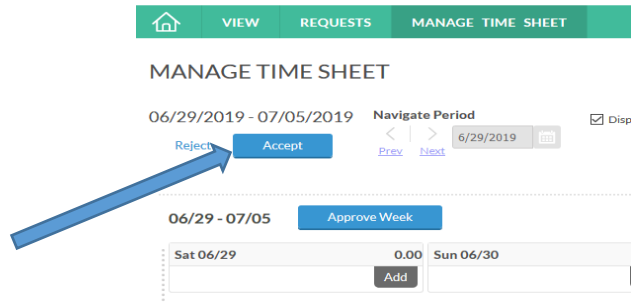 VIEW REQUESTS MANAGE TIME SHEET
MANAGE TIME SHEET
06/29/2019 - 07/05/2019 Navigate Period
6/29/2019 Disp
Reject Accept Prev Next
06/29 - 07/05 Approve Week
Sat 06/29 0.00 Sun 06/30
Add